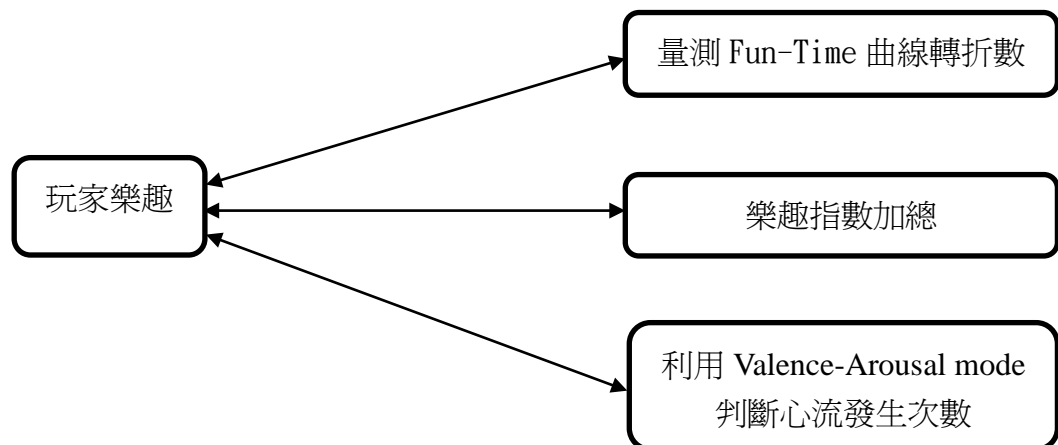 量測 Fun-Time 曲線轉折數
玩家樂趣
樂趣指數加總
利用 Valence-Arousal mode
判斷心流發生次數